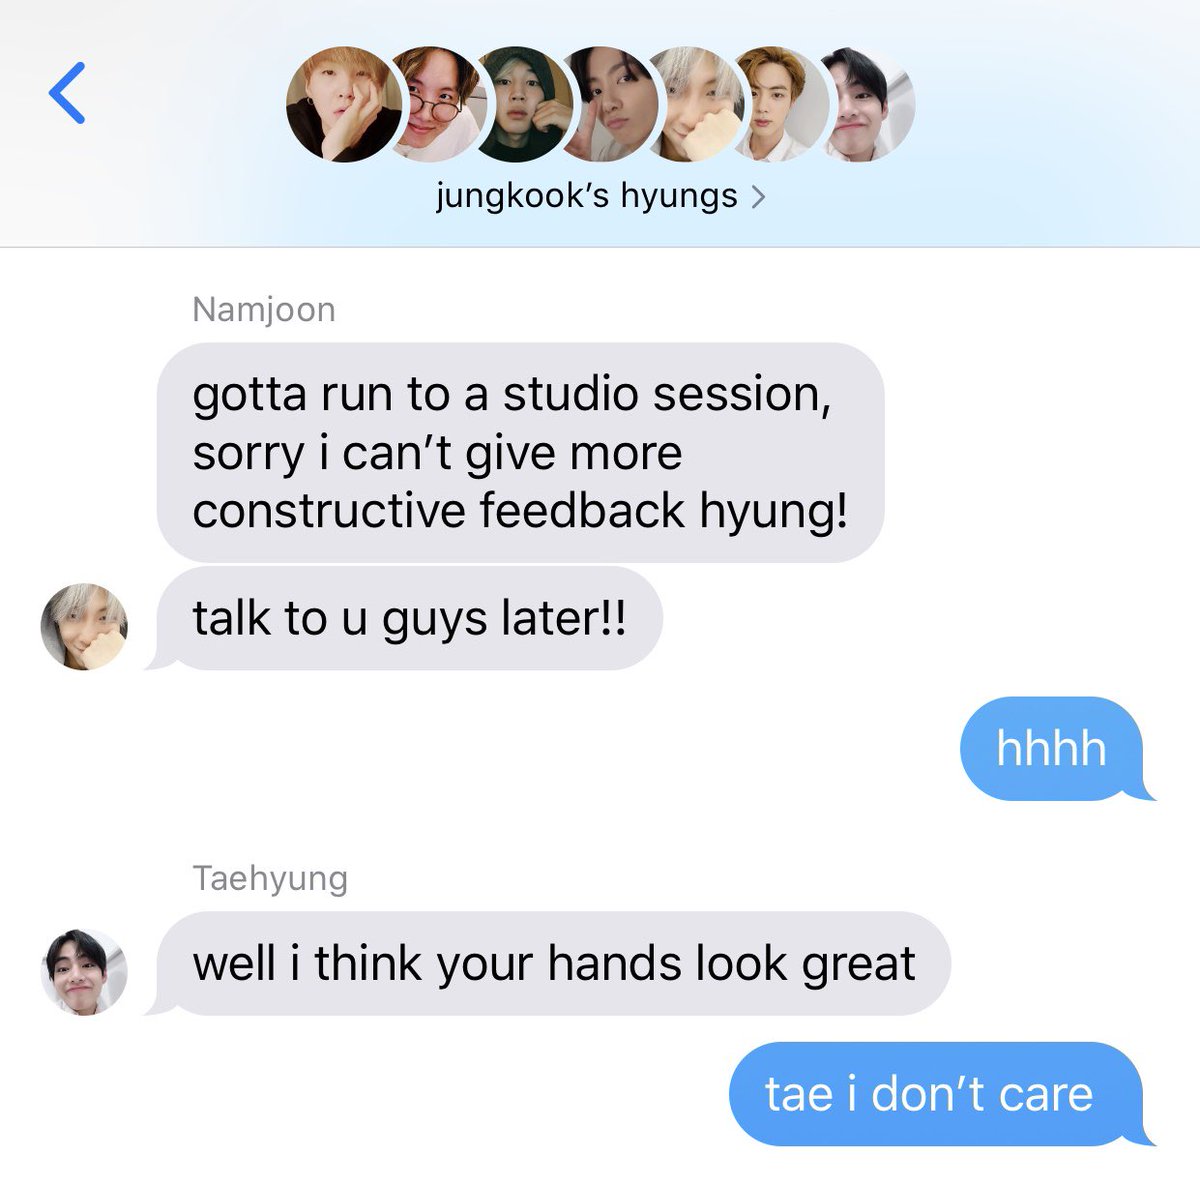 jungkook’s hyungs
Namjoon
gotta run to a studio session,
sorry i can’t give more
constructive feedback hyung!
talk to u guys later!!
hhhh
Taehyung
well i think your hands look great
tae i don’t care